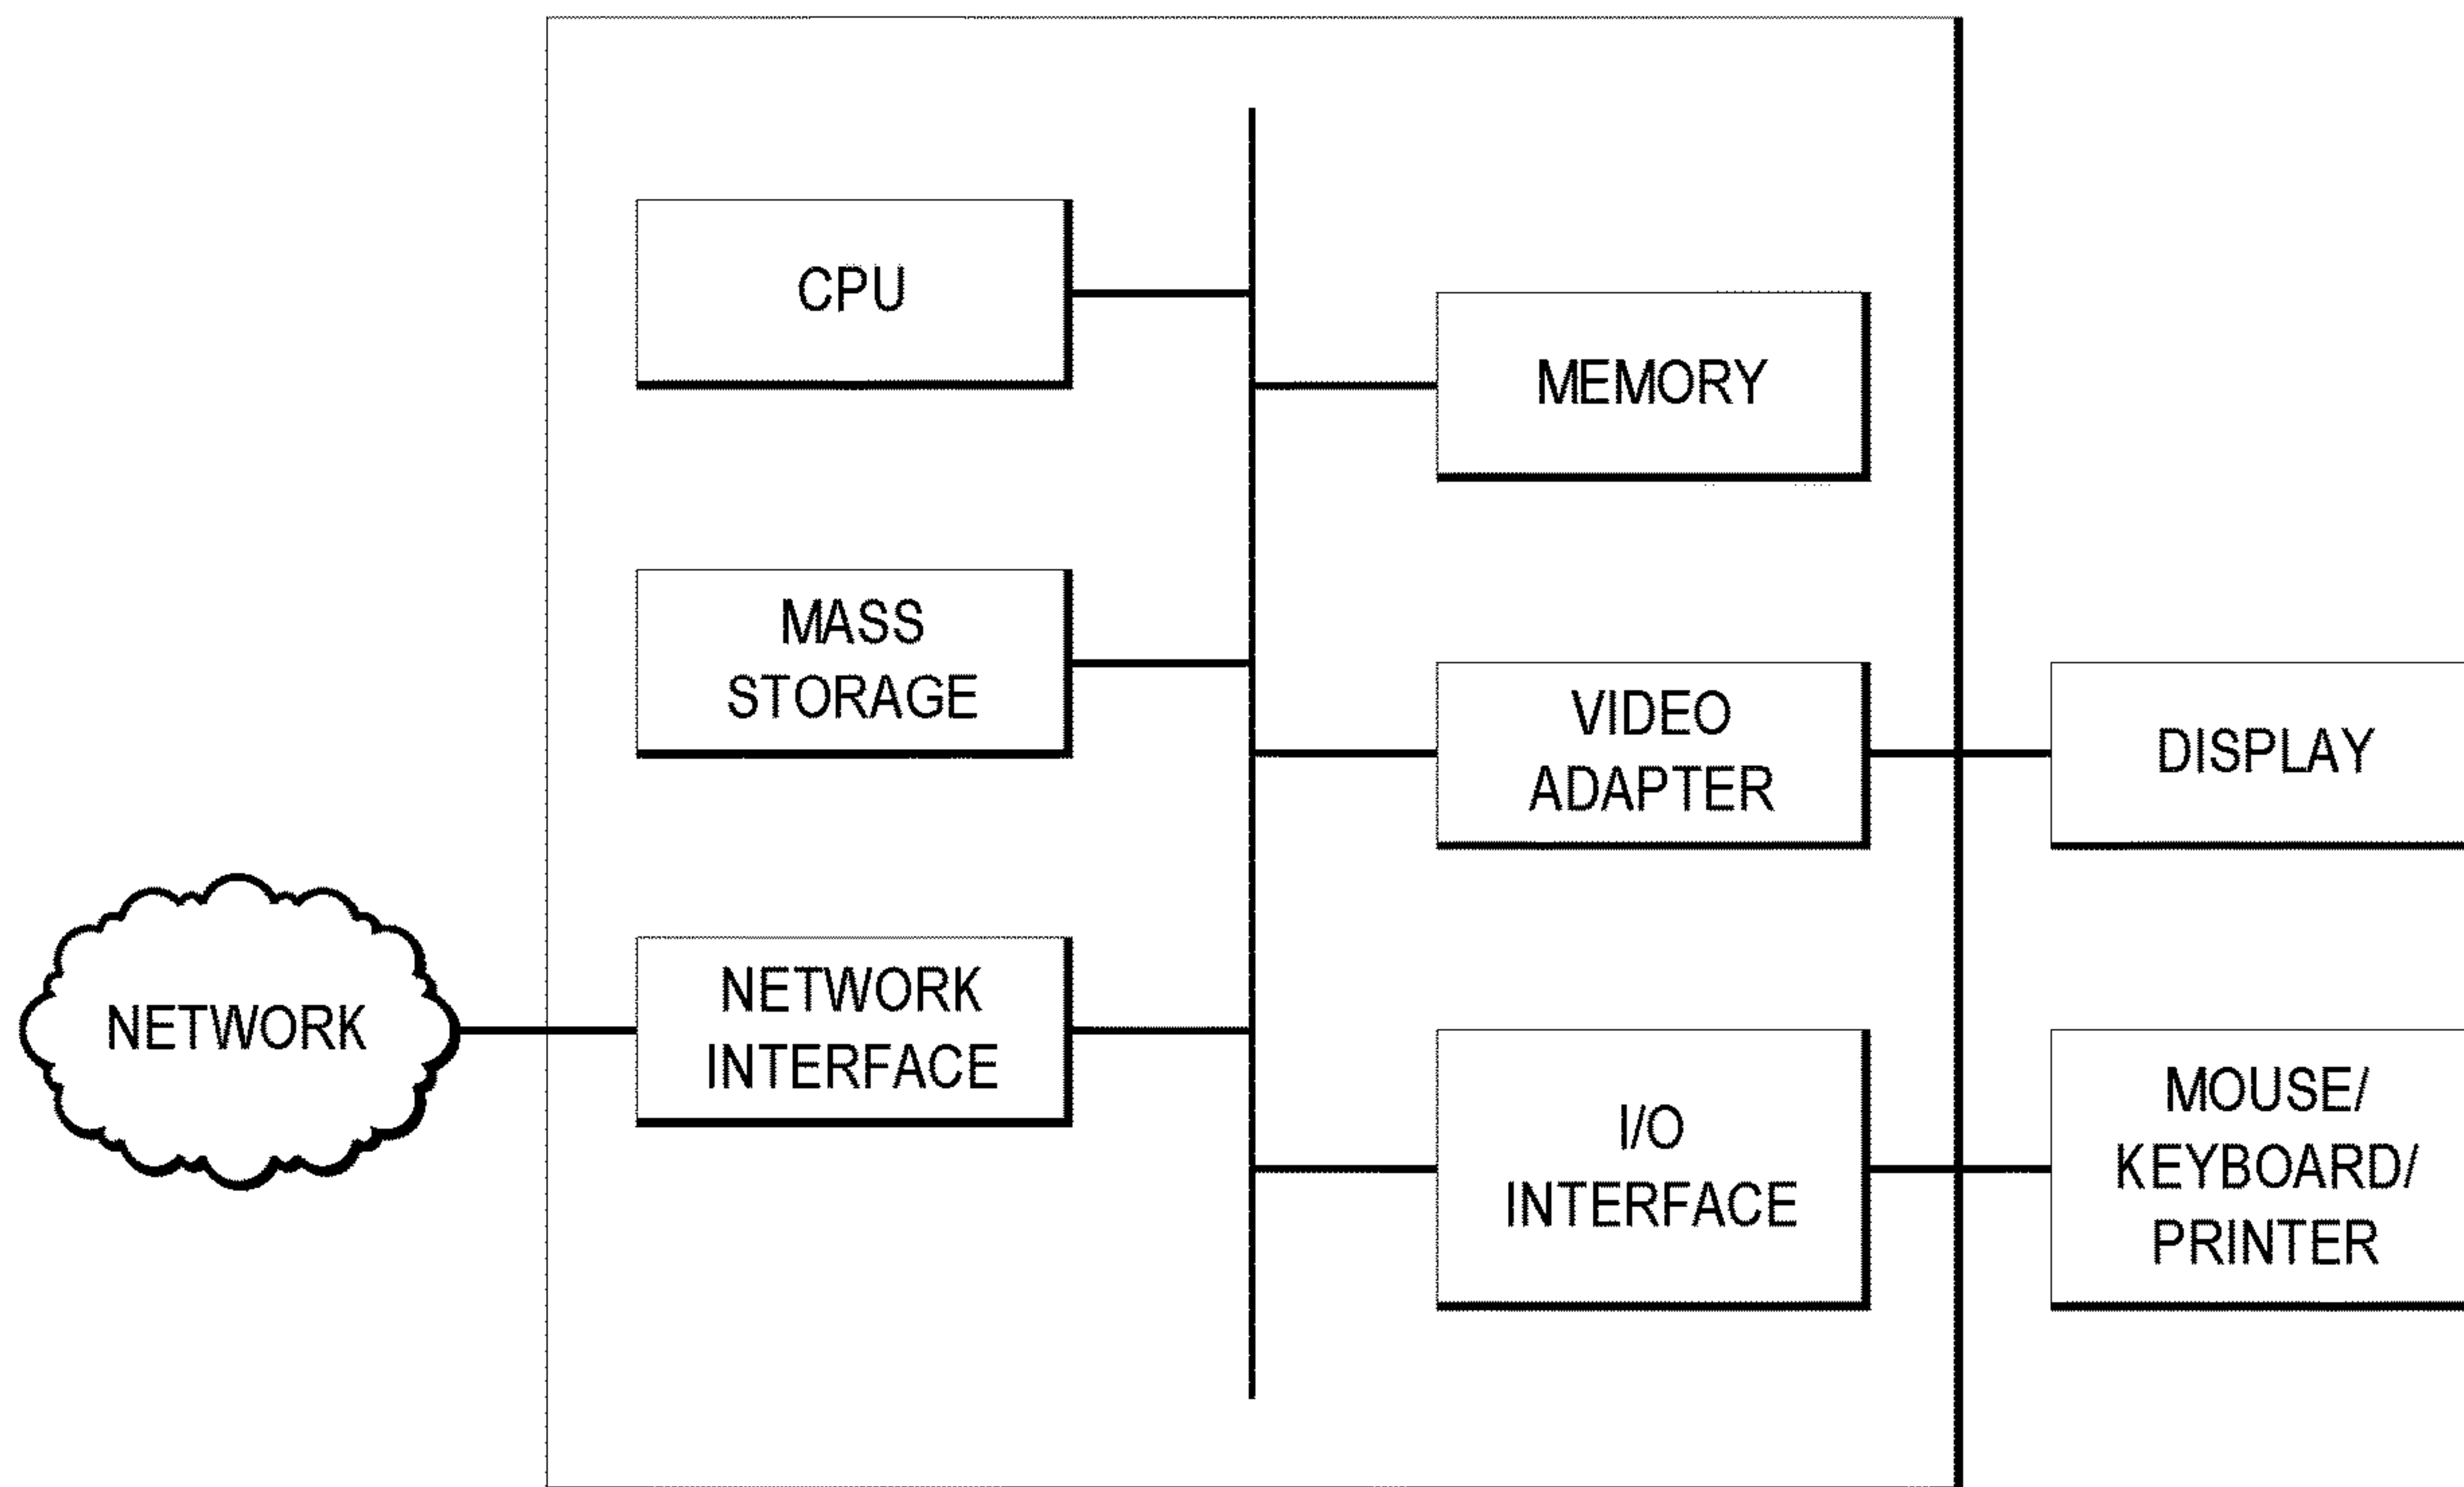 CPU
MEMORY
MASS
STORAGE
VIDEO
ADAPTER
DISPLAY
NETWORK
NETWORK
INTERFACE
I/O
INTERFACE
MOUSE/
KEYBOARD/
PRINTER